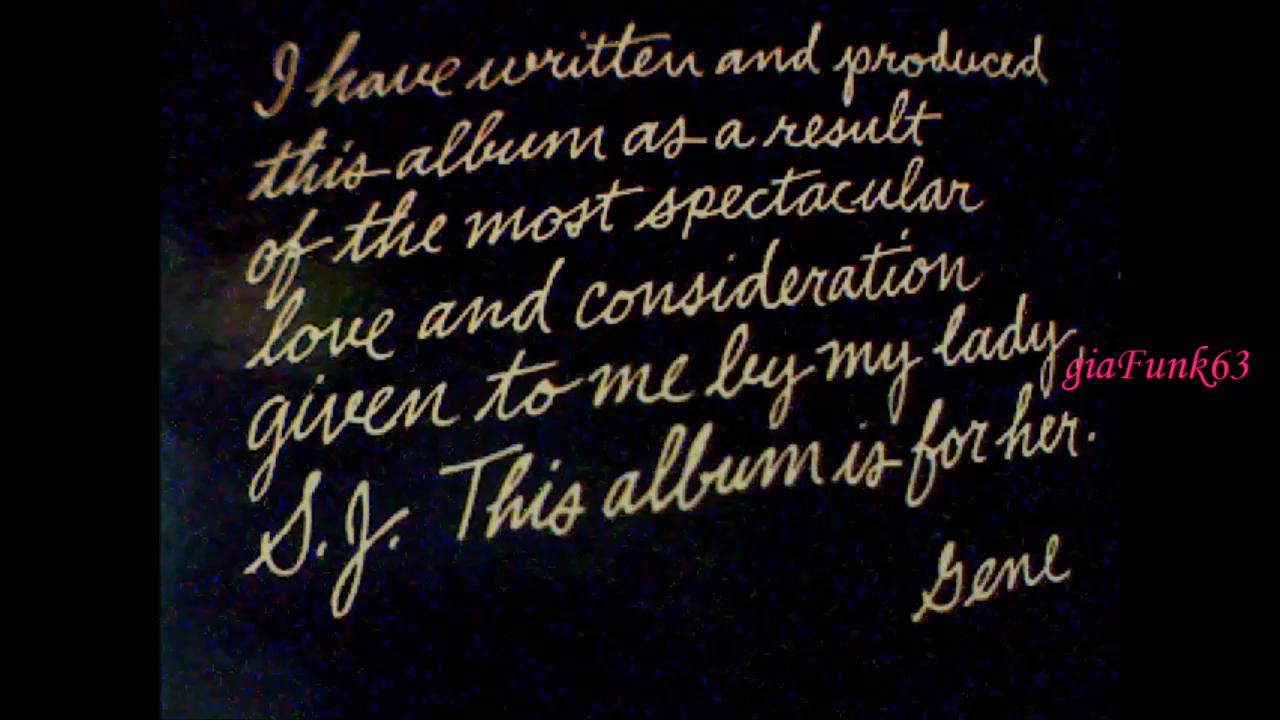 I have written and produced
this album as a result
of the most spectacular
love and consideration
given to me by my lady,
giaFunk63
S.J. This album is for her.
Gene